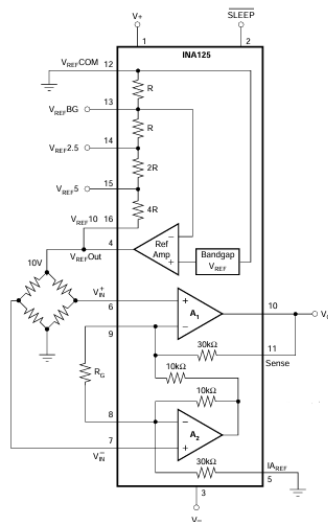 V+
SLEEP
1
2
INA125
VREFCOM 12
R
VREFBG 13
R
14
VREF2.5
2R
15
VREF5
4R
VREF10 16
4
VREFOut
Ref Amp
−
+
Bandgap VREF
10V
VIN+
6
+
A1
−
10
11
Sense
9
30kΩ
10kΩ
RG
10kΩ
8
−
A2
+
7
VIN−
30kΩ
IAREF
5
3